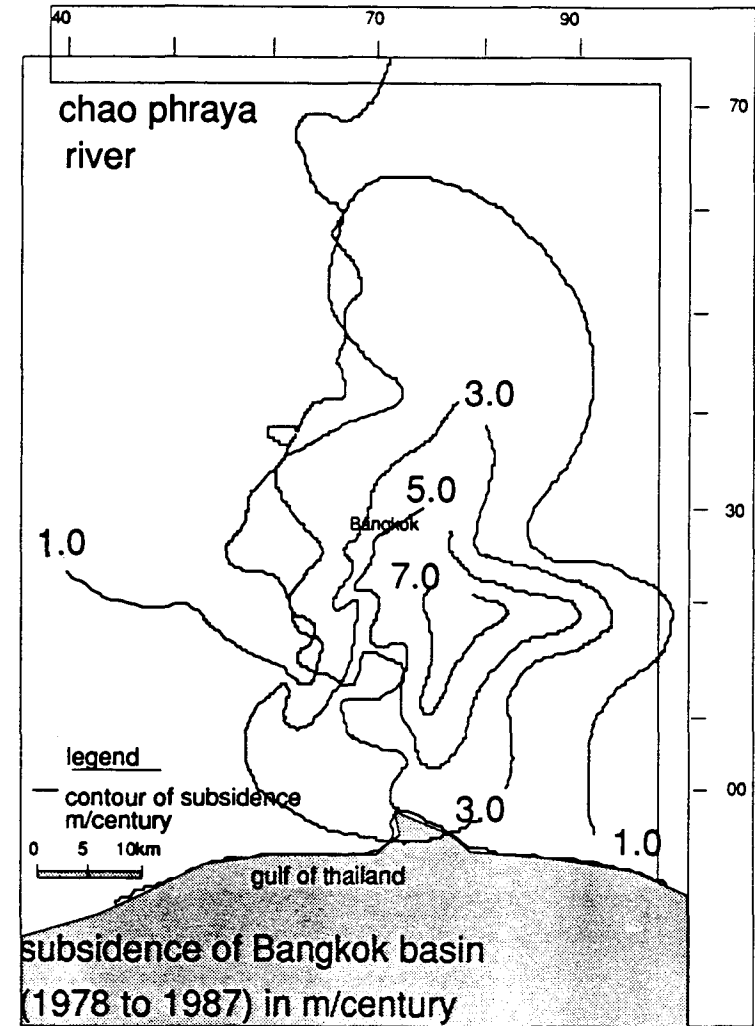 40 70 90
chao phraya
river
70
3.0
5.0
30
Bangkok
1.0
7.0
legend
contour of subsidence
m/century
00
3.0
1.0
0 5 10km
gulf of thailand
subsidence of Bangkok basin
(1978 to 1987) in m/century